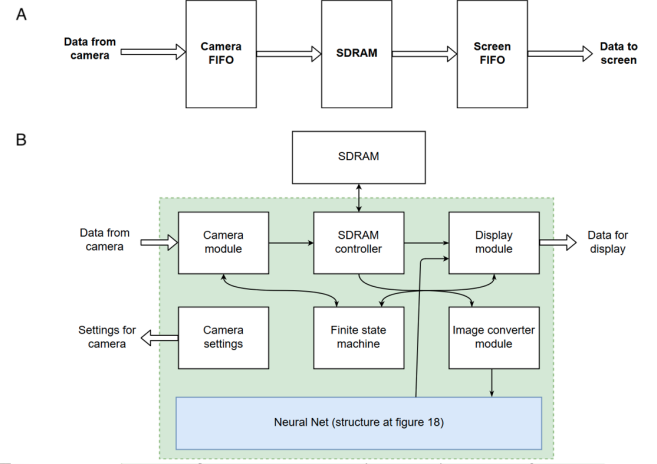 A
Data from
camera
Camera
FIFO
SDRAM
Screen
FIFO
Data to
screen
B
SDRAM
Data from
camera
Camera
module
SDRAM
controller
Display
module
Data for
display
Settings for
camera
Camera
settings
Finite state
machine
Image converter
module
Neural Net (structure at figure 18)